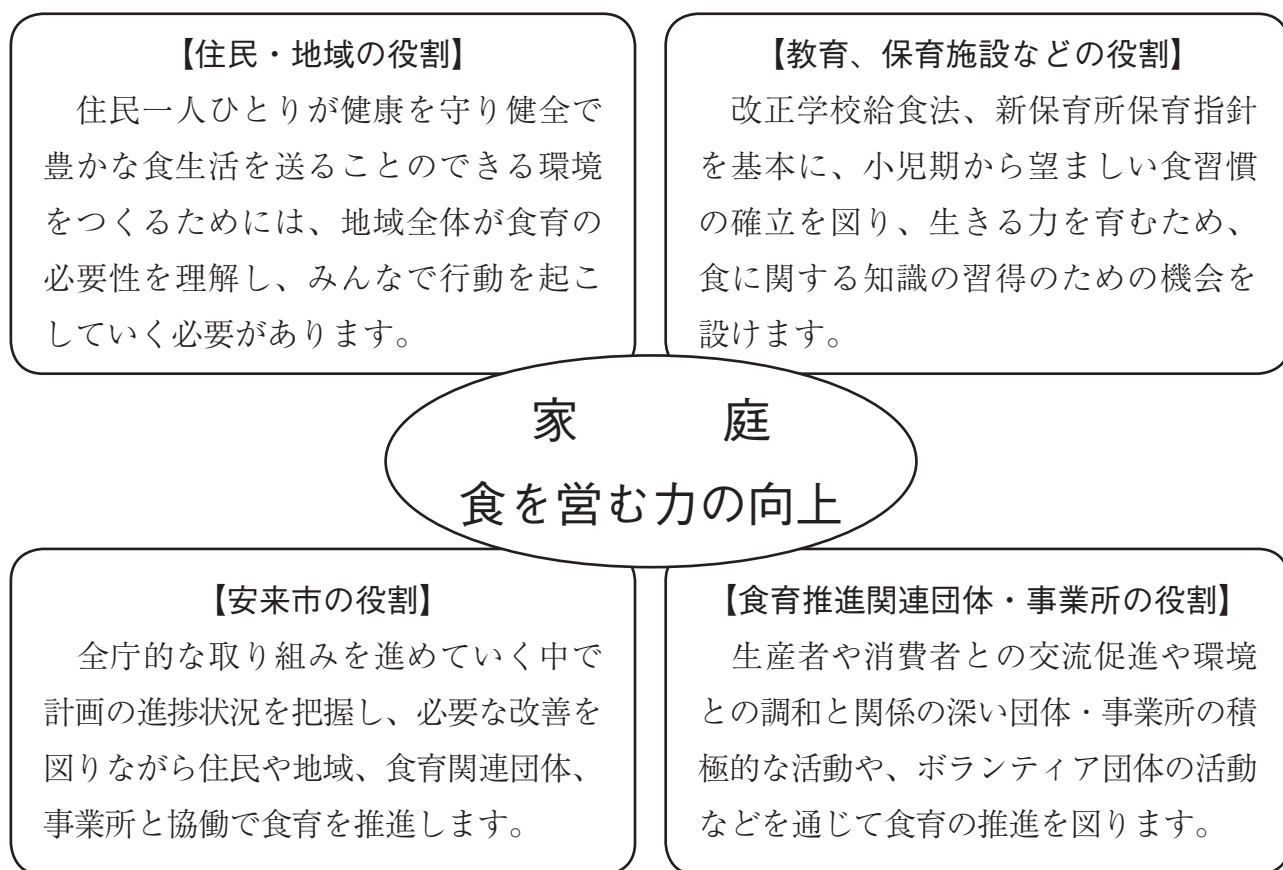 【住民・地域の役割】
住民一人ひとりが健康を守り健全で
豊かな食生活を送ることのできる環境
をつくるためには、地域全体が食育の
必要性を理解し、みんなで行動を起こ
していく必要があります。
【教育、保育施設などの役割】
改正学校給食法、新保育所保育指針
を基本に、小児期から望ましい食習慣
の確立を図り、生きる力を育むため、
食に関する知識の習得のための機会を
設けます。
家　　庭
食を営む力の向上
【安来市の役割】
全庁的な取り組みを進めていく中で
計画の進捗状況を把握し、必要な改善を
図りながら住民や地域、食育関連団体、
事業所と協働で食育を推進します。
【食育推進関連団体・事業所の役割】
生産者や消費者との交流促進や環境
との調和と関係の深い団体・事業所の積
極的な活動や、ボランティア団体の活動
などを通じて食育の推進を図ります。